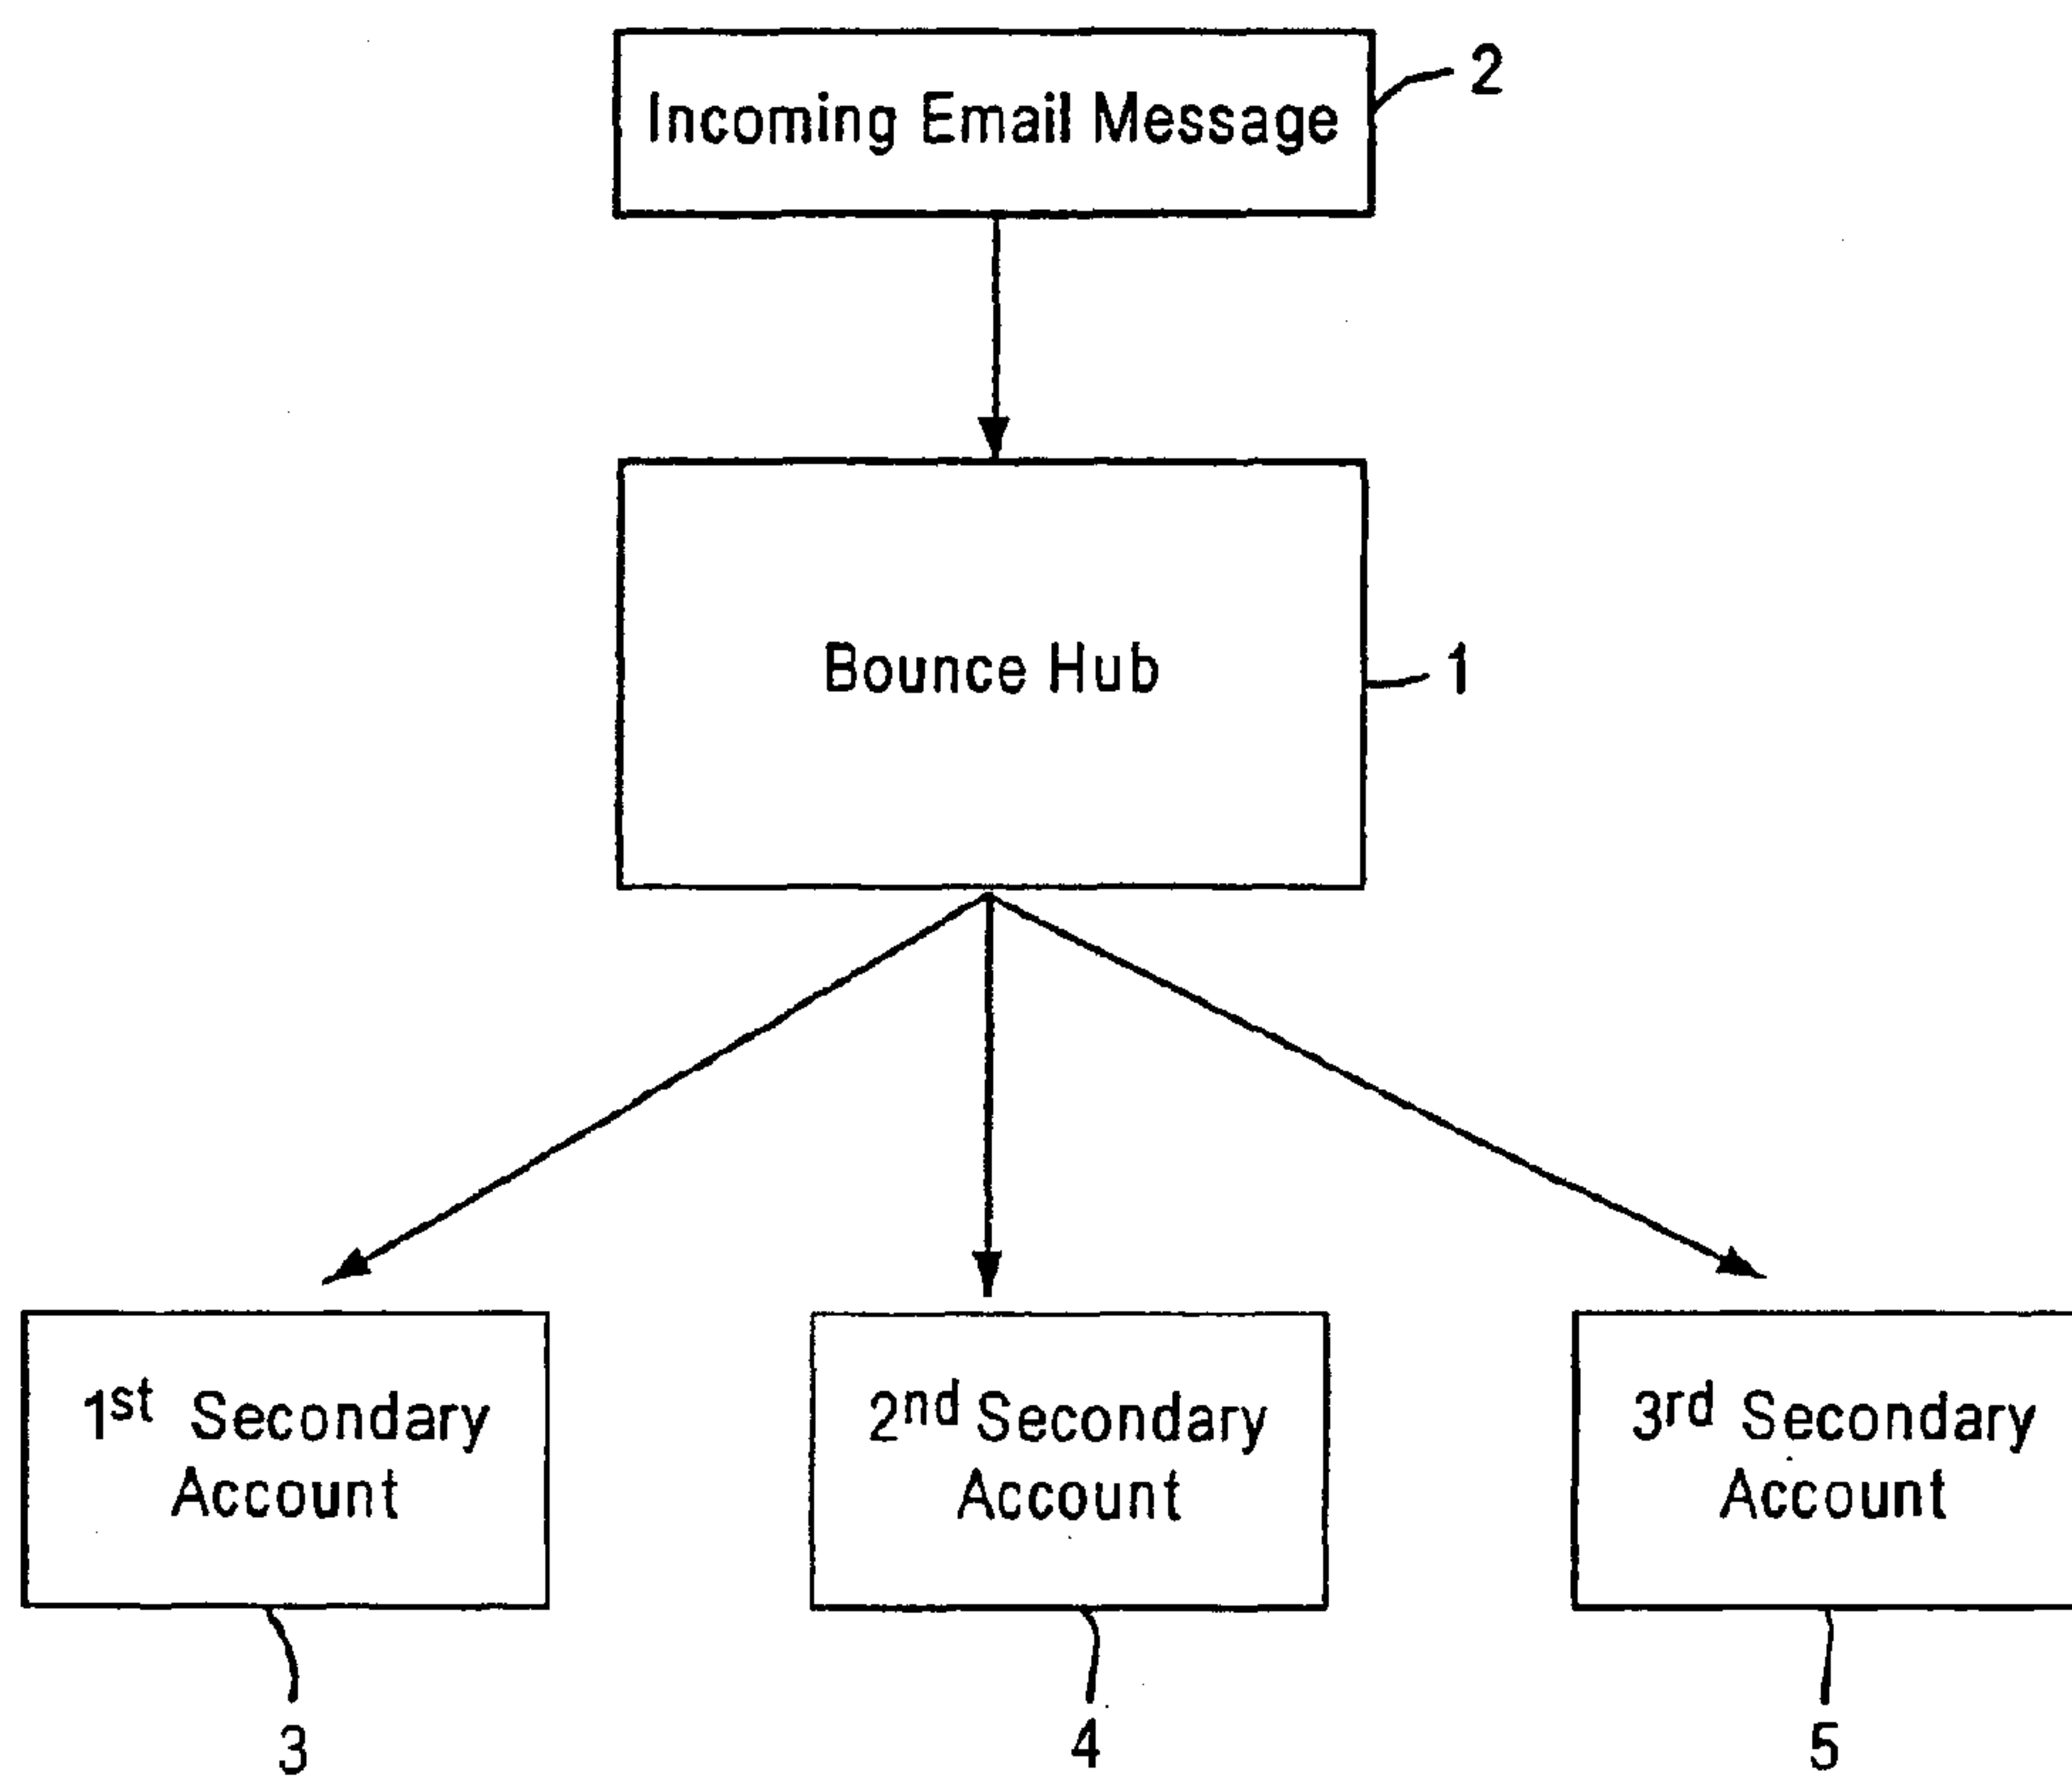 Incoming Email Message
2
Bounce Hub
1
1st Secondary
Account
2nd Secondary
Account
3rd Secondary
Account
3
4
5